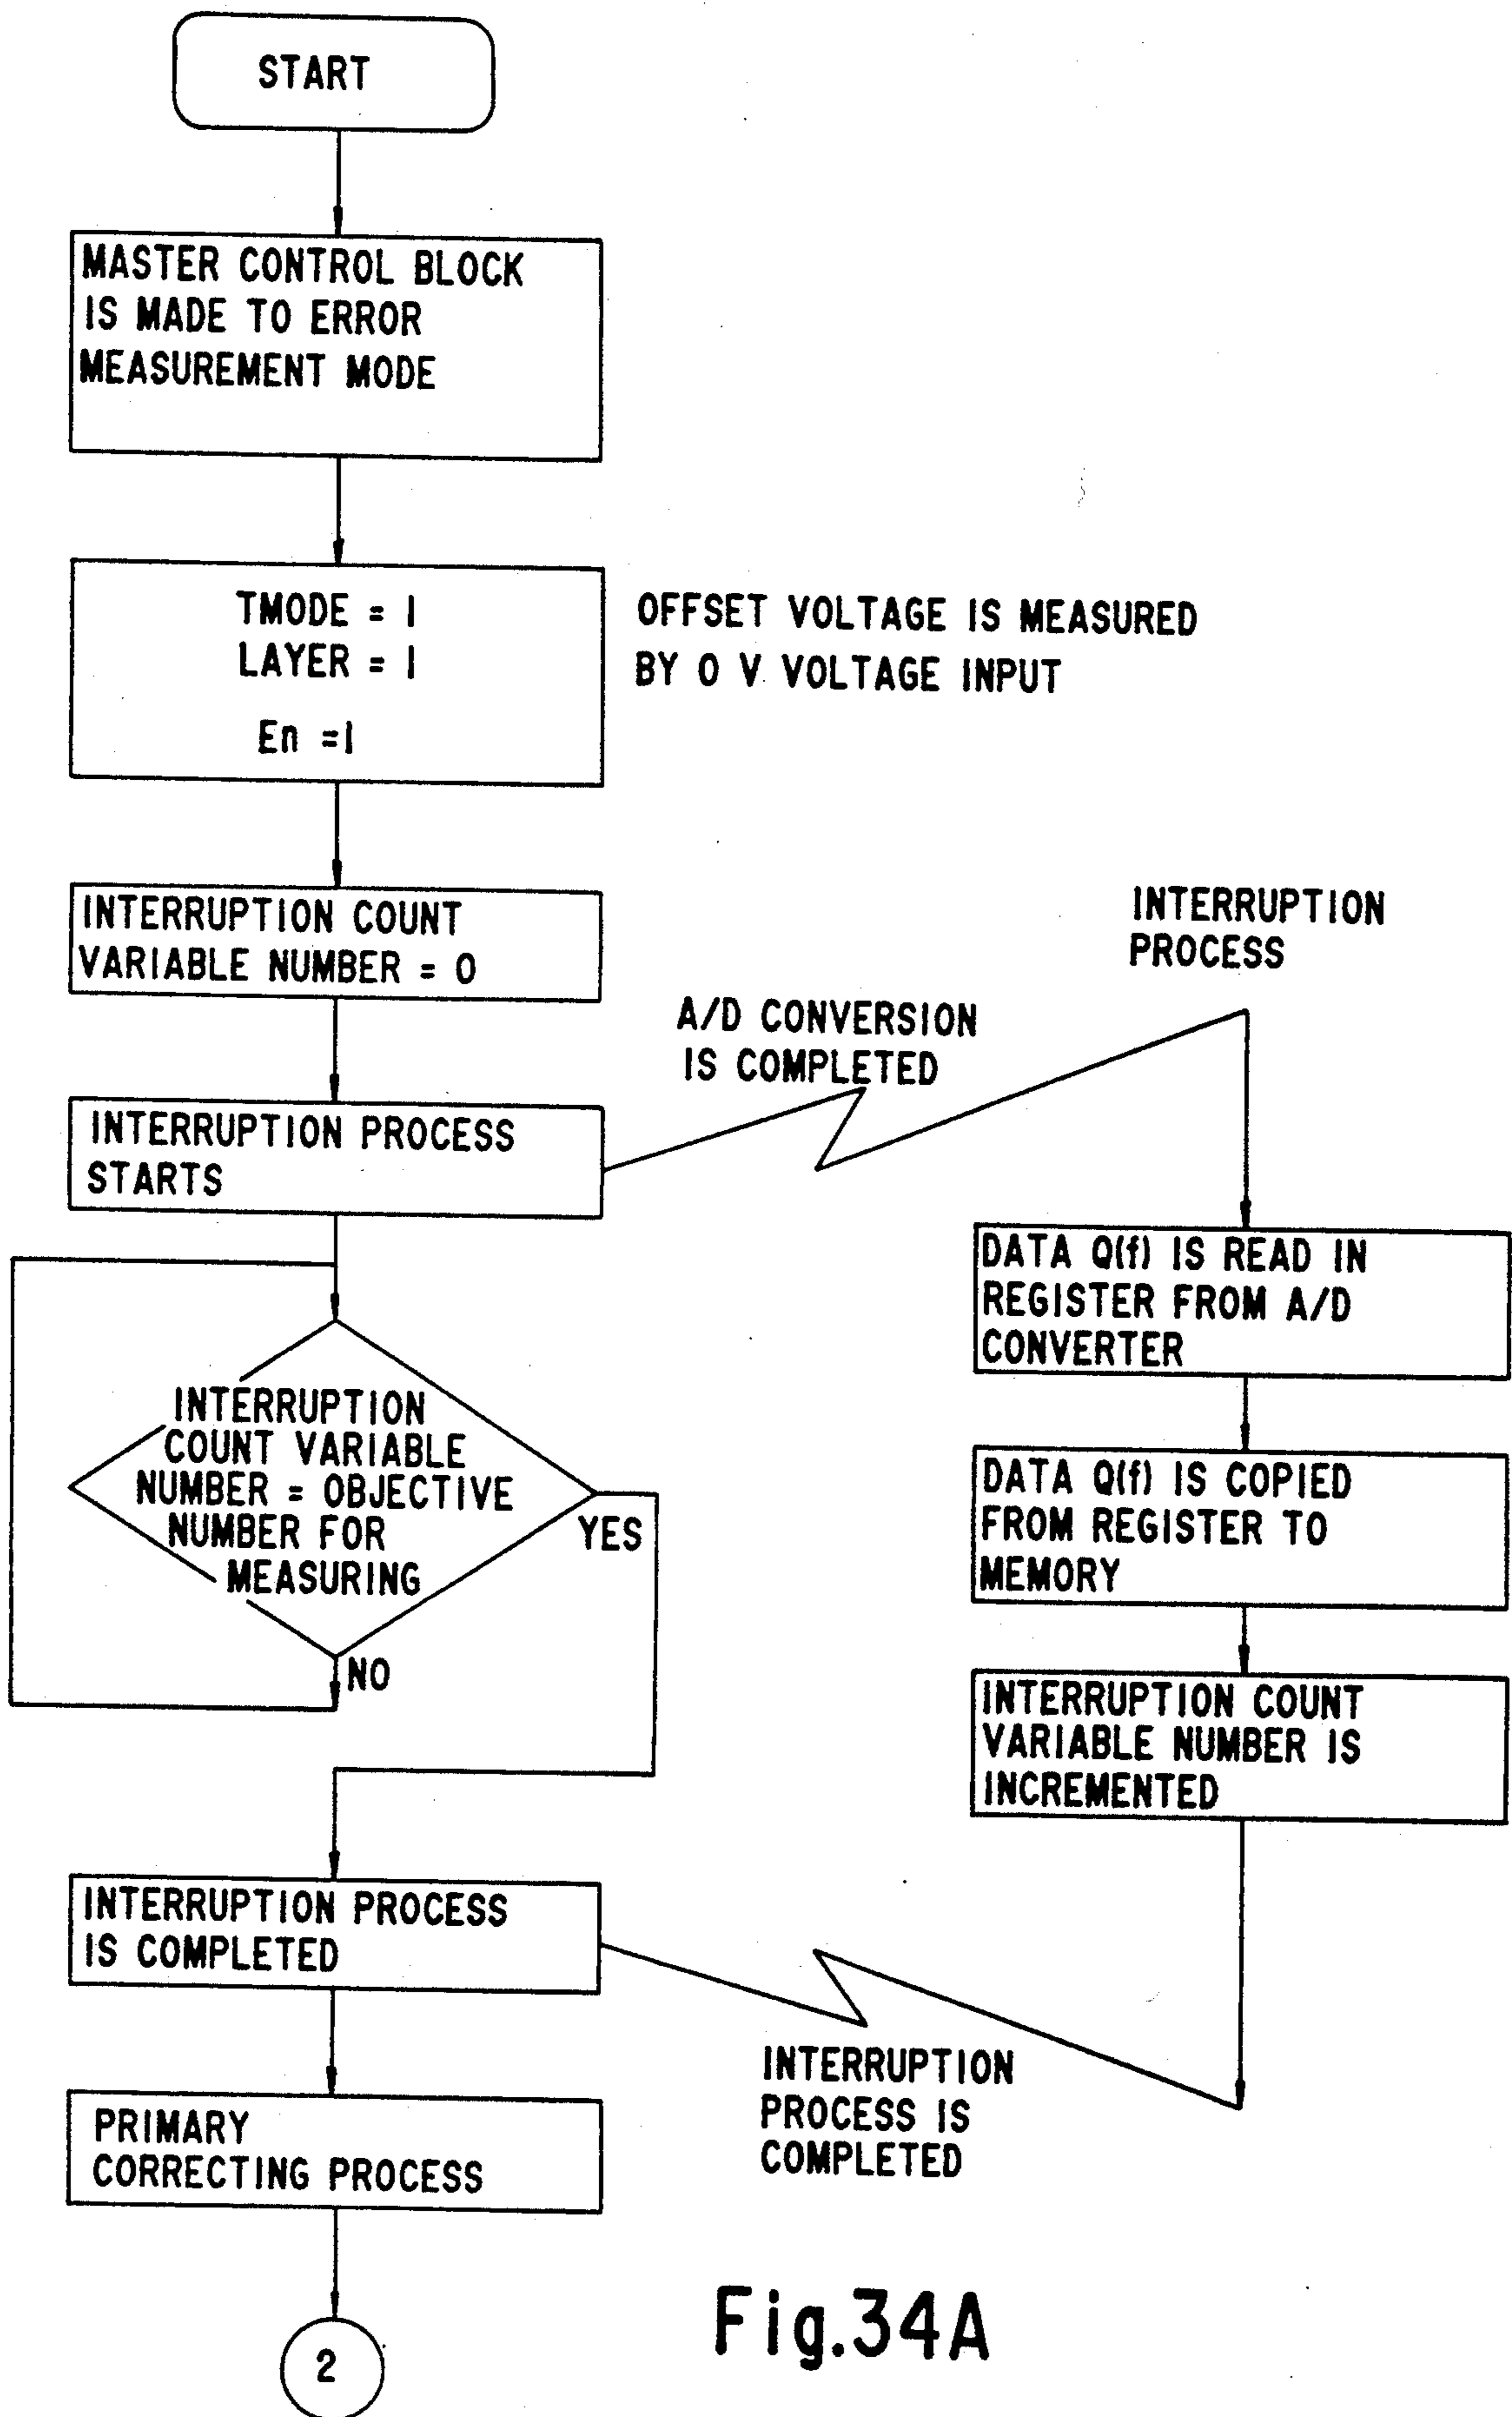 START
MASTER CONTROL BLOCK
IS MADE TO ERROR
MEASUREMENT MODE
TMODE = 1
LAYER = 1
En =1
OFFSET VOLTAGE IS MEASURED
BY 0 V VOLTAGE INPUT
INTERRUPTION COUNT
VARIABLE NUMBER = 0
INTERRUPTION
PROCESS
A/D CONVERSION
IS COMPLETED
INTERRUPTION PROCESS
STARTS
DATA Q(f) IS READ IN
REGISTER FROM A/D
CONVERTER
INTERRUPTION
COUNT VARIABLE
NUMBER = OBJECTIVE
NUMBER FOR
MEASURING
YES
NO
DATA Q(f) IS COPIED
FROM REGISTER TO
MEMORY
INTERRUPTION COUNT
VARIABLE NUMBER IS
INCREMENTED
INTERRUPTION PROCESS
IS COMPLETED
INTERRUPTION
PROCESS IS
COMPLETED
PRIMARY
CORRECTING PROCESS
2
Fig.34A